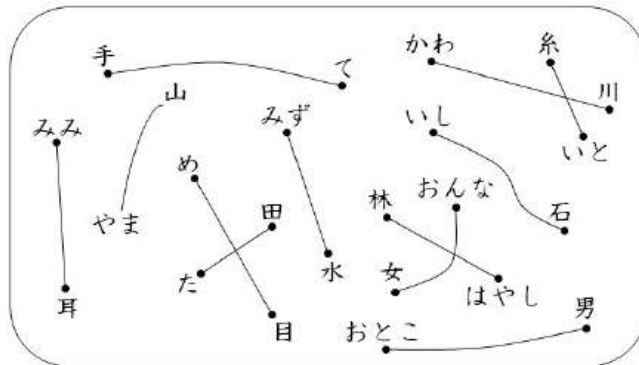 手
て
かわ
糸
川
山
みみ
みず
いし
いと
め
林
おんな
やま
田
石
た
水
女
はやし
耳
目
おとこ
男